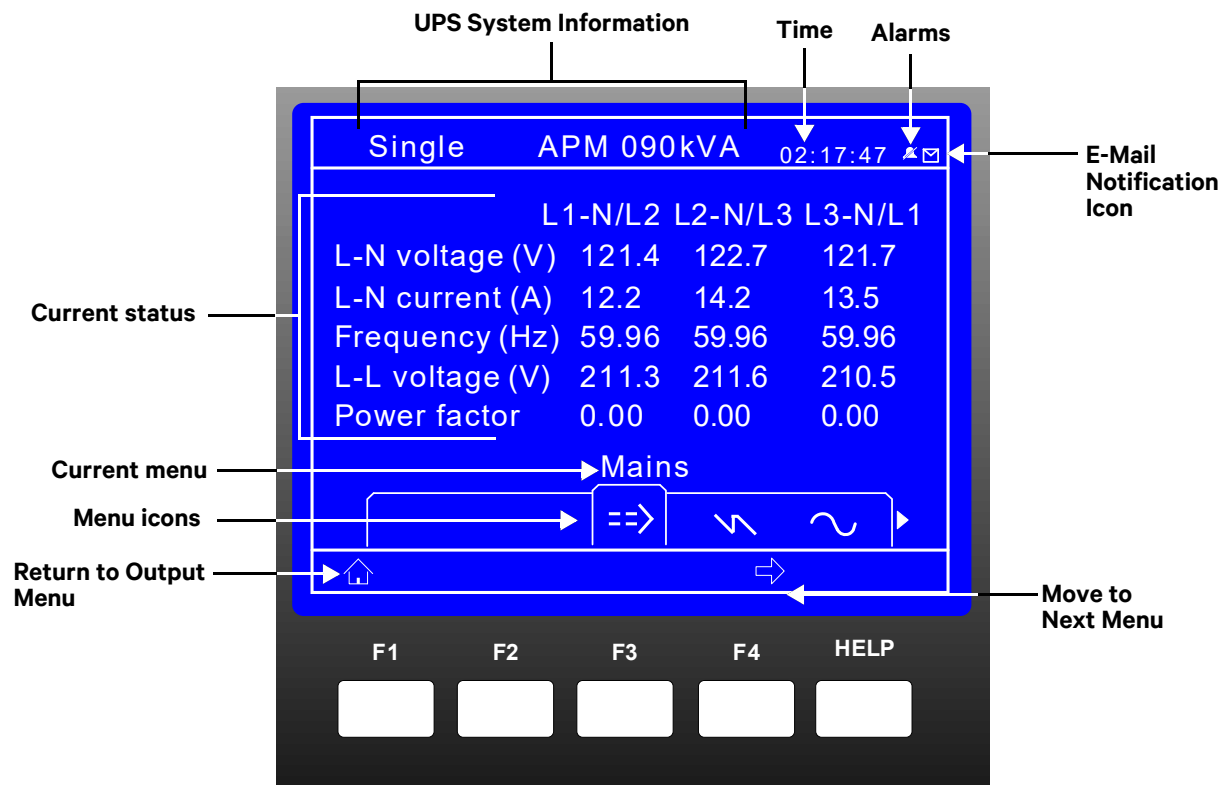 UPS System Information
Time
Alarms
Single APM 090kVA 02:17:47
E-Mail
Notification
Icon
L1-N/L2 L2-N/L3 L3-N/L1
L-N voltage (V) 121.4 122.7 121.7
L-N current (A) 12.2 14.2 13.5
Frequency (Hz) 59.96 59.96 59.96
L-L voltage (V) 211.3 211.6 210.5
Power factor 0.00 0.00 0.00
Current status
Current menu
Mains
Menu icons
Return to Output
Menu
Move to
Next Menu
F1 F2 F3 F4 HELP